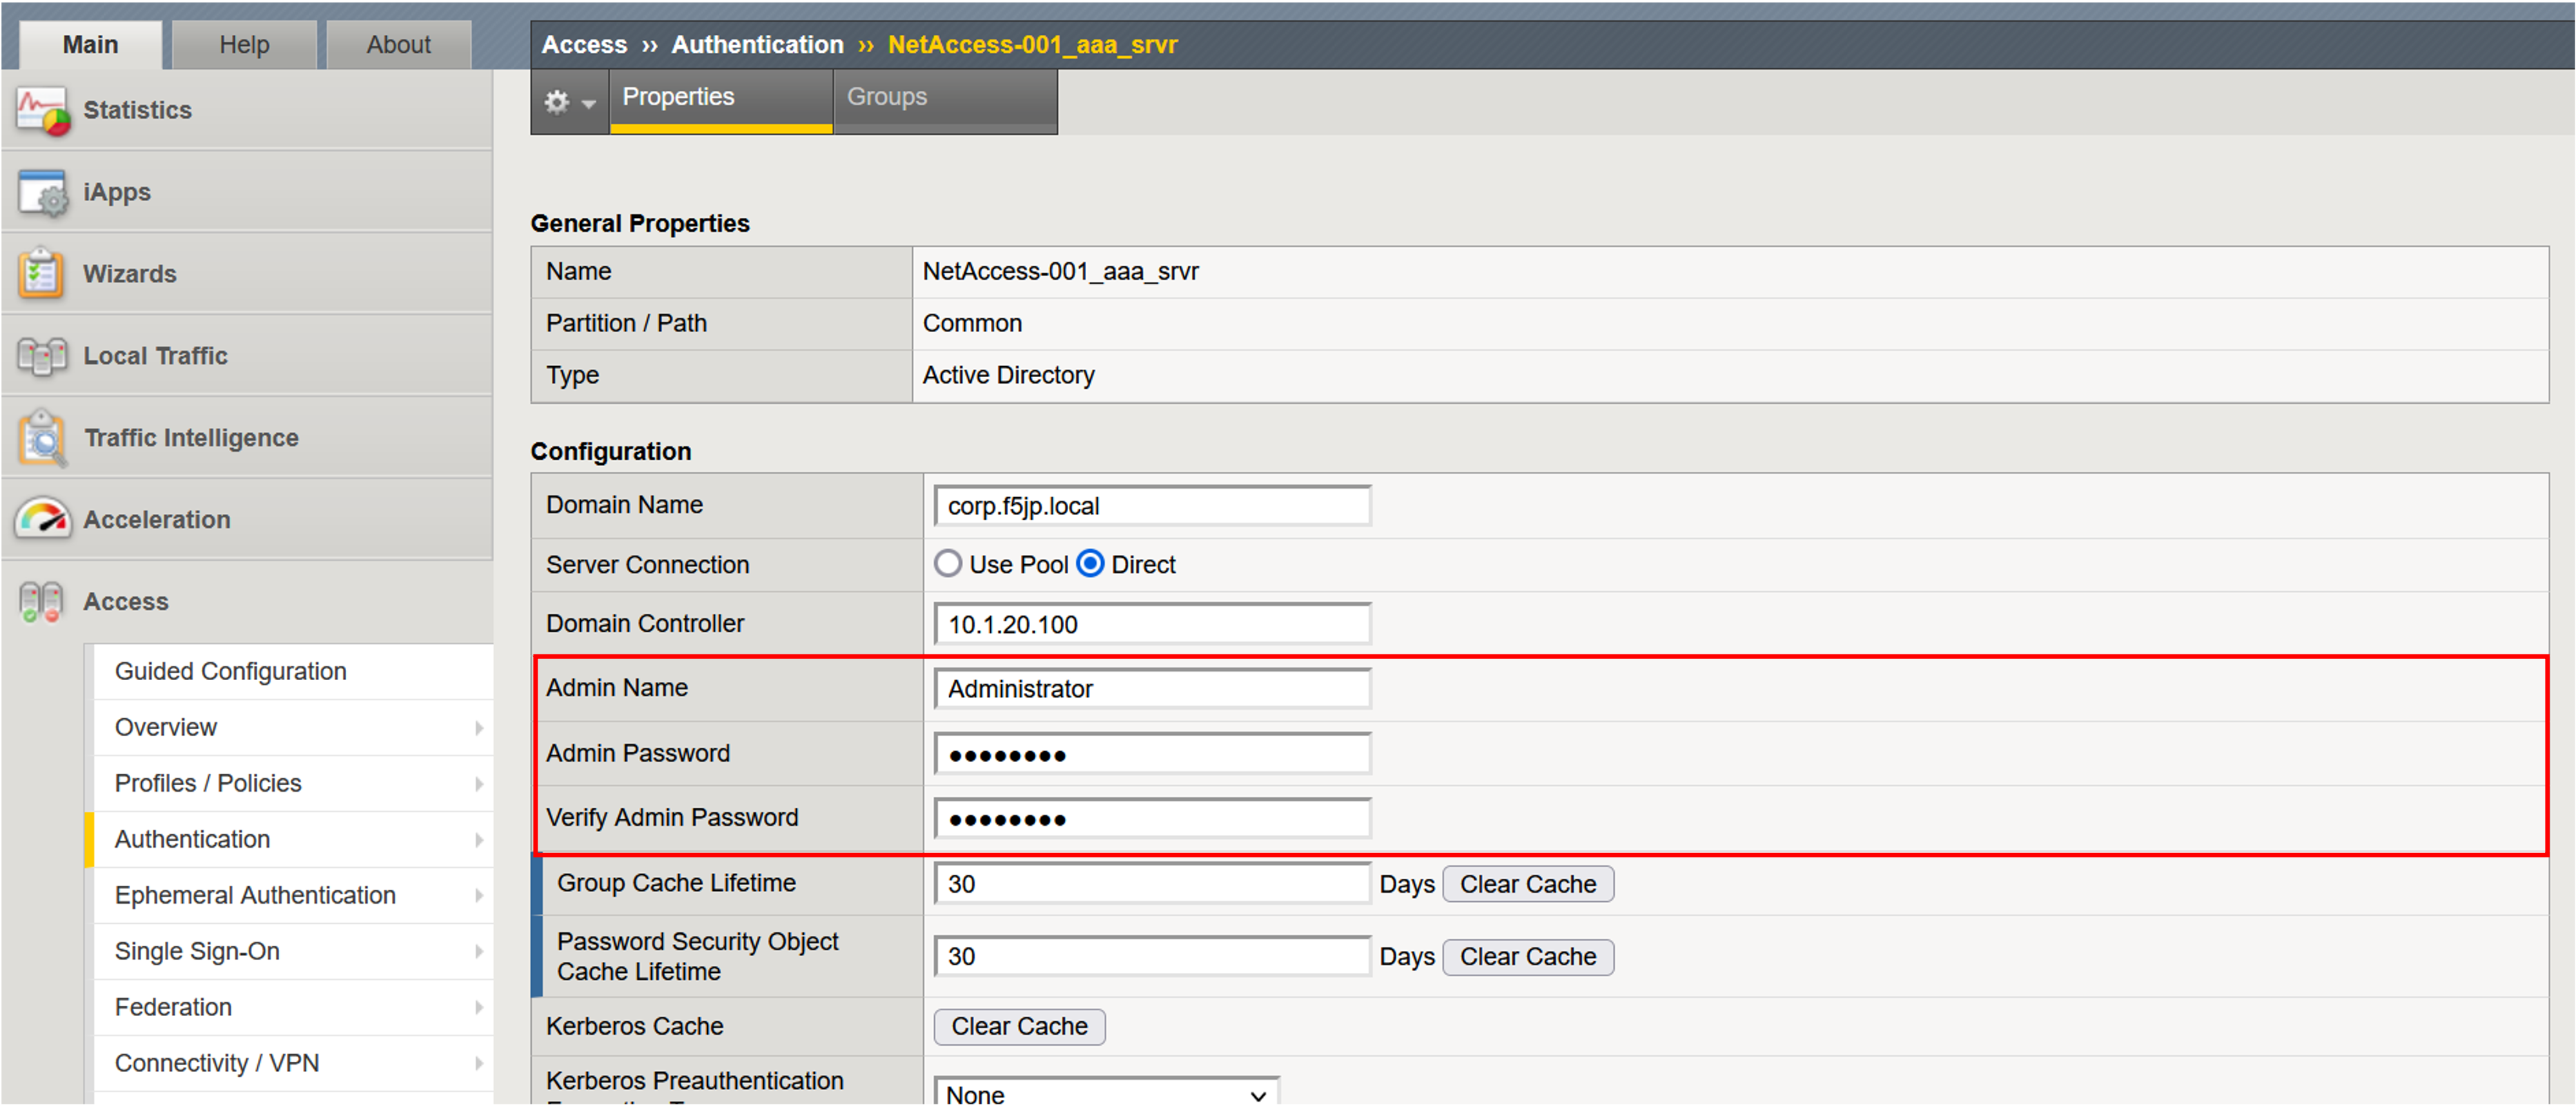 Main
Help
About
Access ›› Authentication ›› NetAccess-001_aaa_srvr
Properties
Groups
Statistics
iApps
Wizards
Local Traffic
Traffic Intelligence
Acceleration
Access
Guided Configuration
Overview
Profiles / Policies
Authentication
Ephemeral Authentication
Single Sign-On
Federation
Connectivity / VPN
General Properties
Name NetAccess-001_aaa_srvr
Partition / Path Common
Type Active Directory
Configuration
Domain Name corp.f5jp.local
Server Connection Use Pool Direct
Domain Controller 10.1.20.100
Admin Name Administrator
Admin Password ••••••••
Verify Admin Password ••••••••
Group Cache Lifetime 30 Days Clear Cache
Password Security Object
Cache Lifetime 30 Days Clear Cache
Kerberos Cache Clear Cache
Kerberos Preauthentication
None